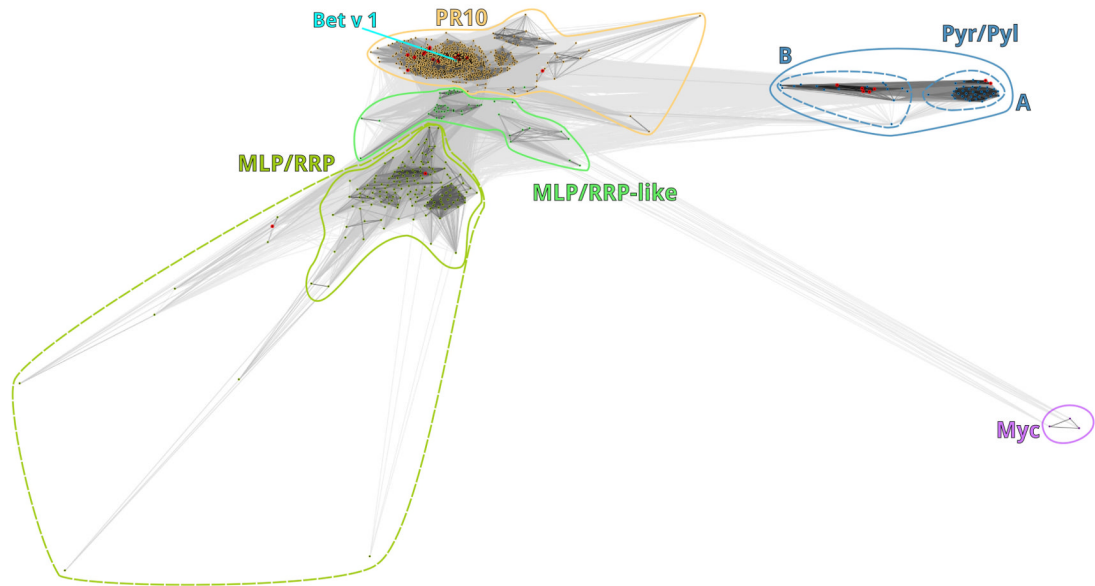 PR10
Bet v 1
Pyr/Pyl
B
A
MLP/RRP
MLP/RRP-like
Myc